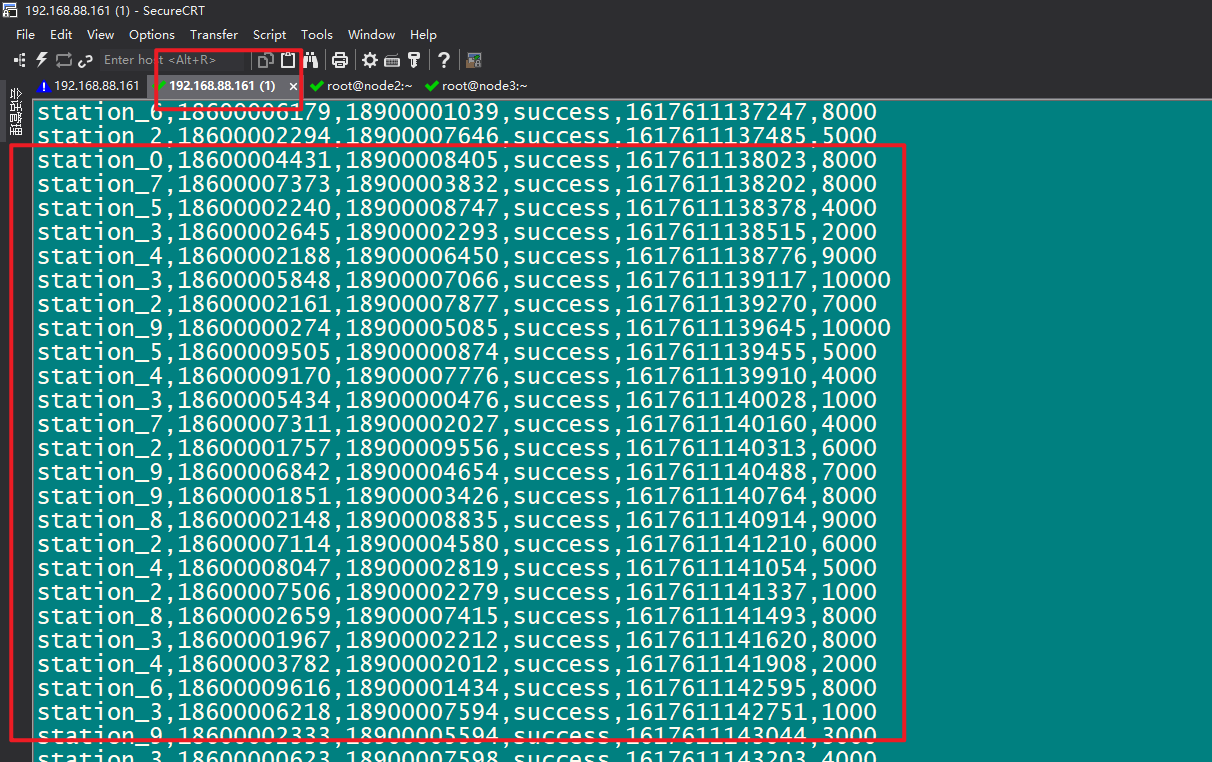 192.168.88.161 (1) - SecureCRT
File Edit View Options Transfer Script Tools Window Help
Enter host <Alt+R>
192.168.88.161 192.168.88.161 (1) × root@node2:~ root@node3:~
会话管理器
station_6,18600006179,18900001039,success,1617611137247,8000
station_2,18600002294,18900007646,success,1617611137485,5000
station_0,18600004431,18900008405,success,1617611138023,8000
station_7,18600007373,18900003832,success,1617611138202,8000
station_5,18600002240,18900008747,success,1617611138378,4000
station_3,18600002645,18900002293,success,1617611138515,2000
station_4,18600002188,18900006450,success,1617611138776,9000
station_3,18600005848,18900007066,success,1617611139117,10000
station_2,18600002161,18900007877,success,1617611139270,7000
station_9,18600000274,18900005085,success,1617611139645,10000
station_5,18600009505,18900000874,success,1617611139455,5000
station_4,18600009170,18900007776,success,1617611139910,4000
station_3,18600005434,18900000476,success,1617611140028,1000
station_7,18600007311,18900002027,success,1617611140160,4000
station_2,18600001757,18900009556,success,1617611140313,6000
station_9,18600006842,18900004654,success,1617611140488,7000
station_9,18600001851,18900003426,success,1617611140764,8000
station_8,18600002148,18900008835,success,1617611140914,9000
station_2,18600007114,18900004580,success,1617611141210,6000
station_4,18600008047,18900002819,success,1617611141054,5000
station_2,18600007506,18900002279,success,1617611141337,1000
station_8,18600002659,18900007415,success,1617611141493,8000
station_3,18600001967,18900002212,success,1617611141620,8000
station_4,18600003782,18900002012,success,1617611141908,2000
station_6,18600009616,18900001434,success,1617611142595,8000
station_3,18600006218,18900007594,success,1617611142751,1000
station_9,18600002333,18900005594,success,1617611143044,3000
station_3,18600000623,18900007598,success,1617611143203,4000